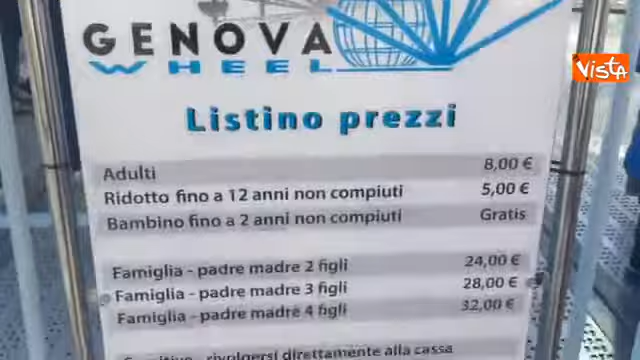 GENOVA
WHEEL
VISTA
Listino prezzi
Adulti 8,00 €
Ridotto fino a 12 anni non compiuti 5,00 €
Bambino fino a 2 anni non compiuti Gratis
Famiglia - padre madre 2 figli 24,00 €
Famiglia - padre madre 3 figli 28,00 €
Famiglia - padre madre 4 figli 32,00 €
rivolgersi direttamente alla cassa